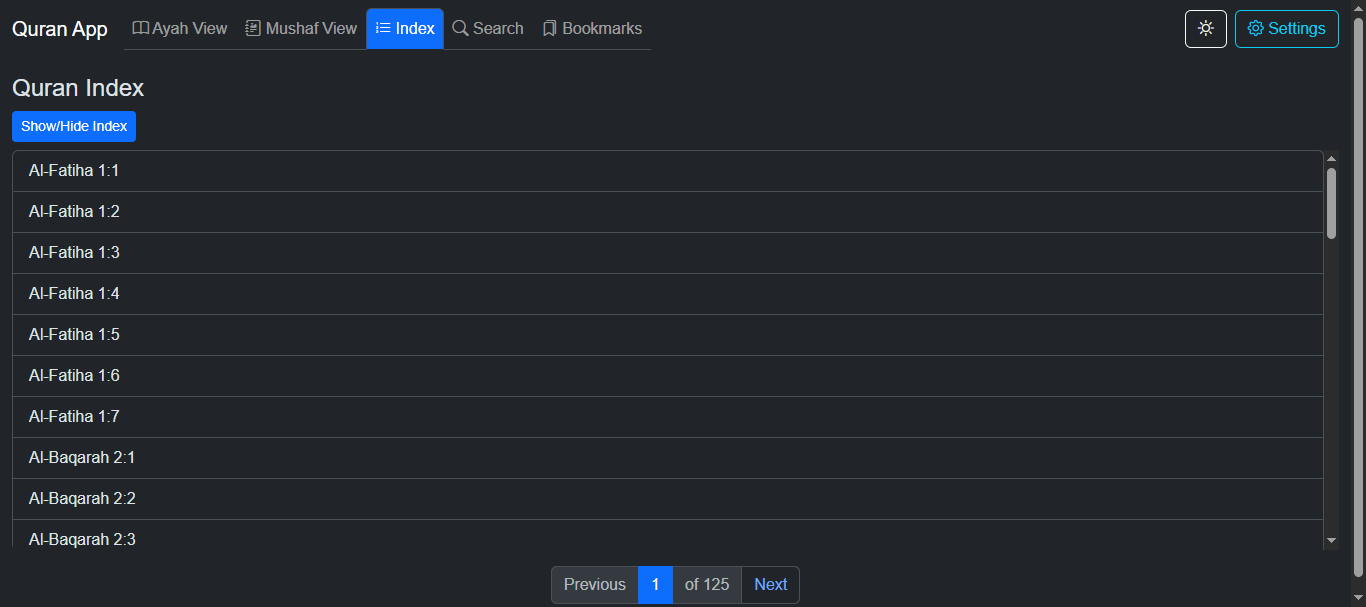 Quran App Ayah View Mushaf View Index Search Bookmarks Settings
Quran Index
Show/Hide Index
Al-Fatiha 1:1
Al-Fatiha 1:2
Al-Fatiha 1:3
Al-Fatiha 1:4
Al-Fatiha 1:5
Al-Fatiha 1:6
Al-Fatiha 1:7
Al-Baqarah 2:1
Al-Baqarah 2:2
Al-Baqarah 2:3
Previous 1 of 125 Next